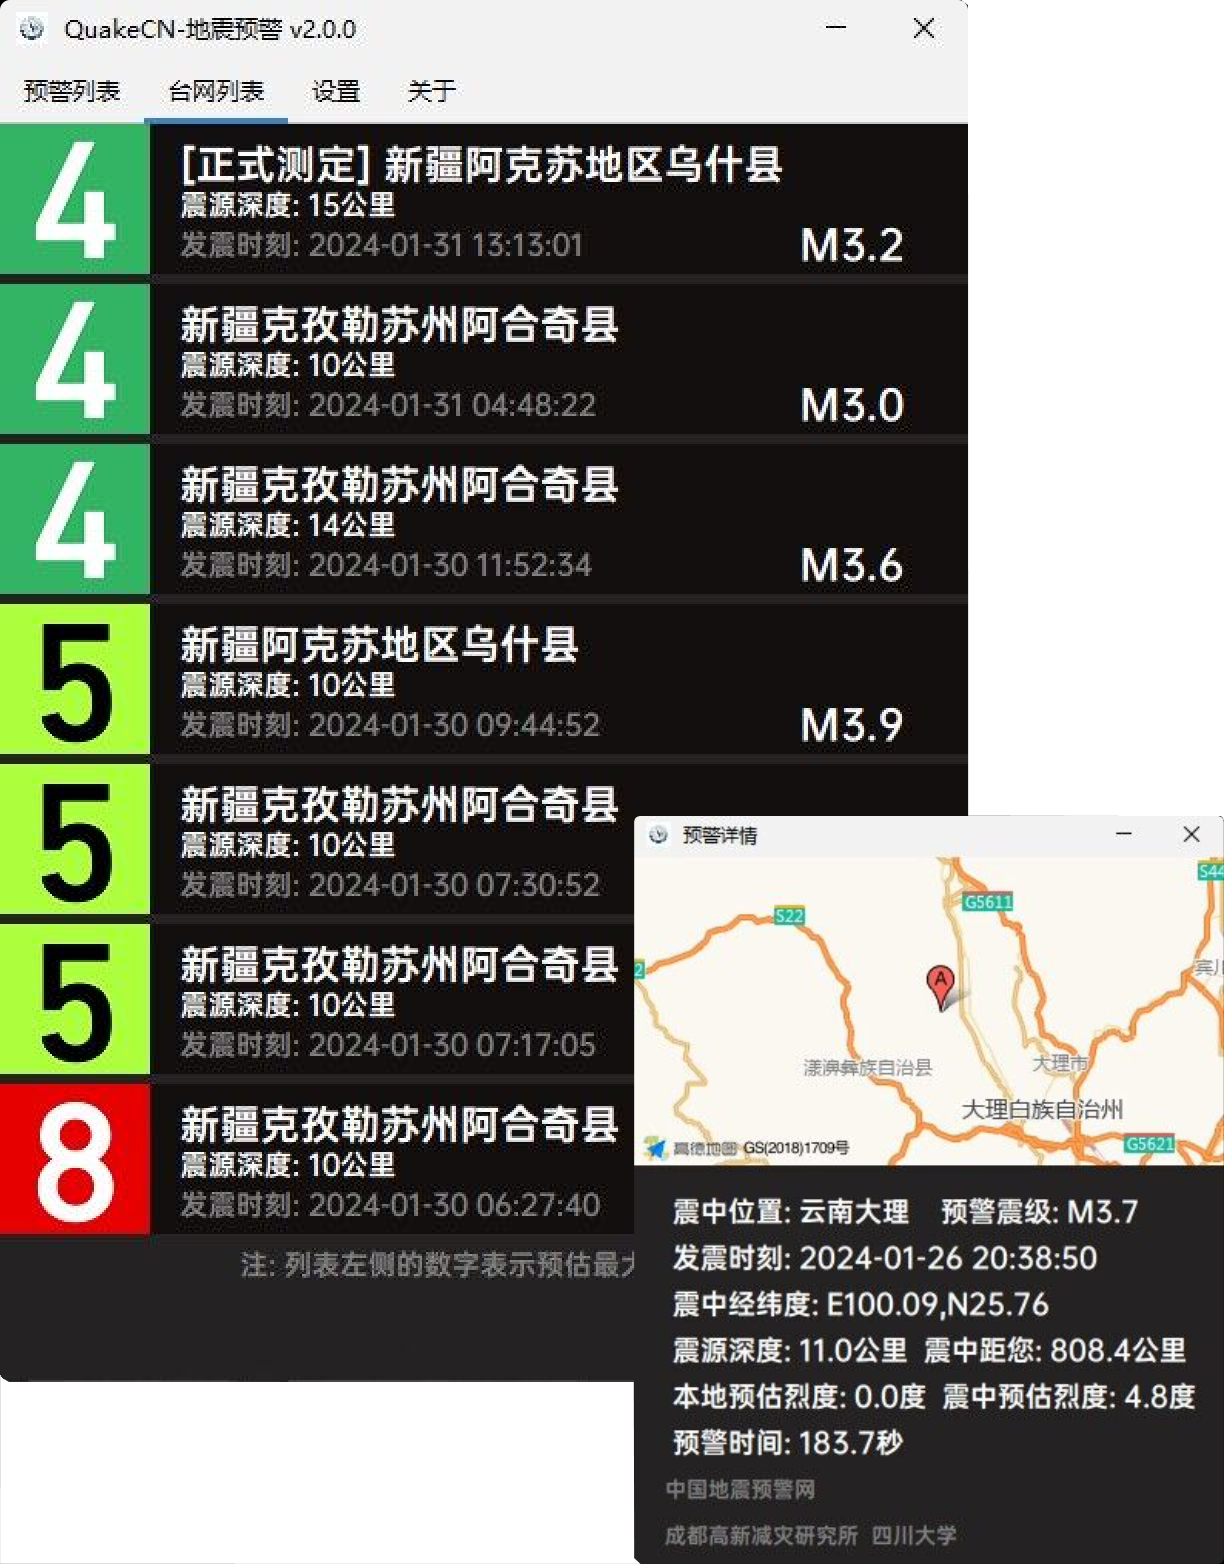 QuakeCN-地震预警 v2.0.0
预警列表 台网列表 设置 关于
4
[正式测定] 新疆阿克苏地区乌什县
震源深度: 15公里
发震时刻: 2024-01-31 13:13:01
M3.2
4
新疆克孜勒苏州阿合奇县
震源深度: 10公里
发震时刻: 2024-01-31 04:48:22
M3.0
4
新疆克孜勒苏州阿合奇县
震源深度: 14公里
发震时刻: 2024-01-30 11:52:34
M3.6
5
新疆阿克苏地区乌什县
震源深度: 10公里
发震时刻: 2024-01-30 09:44:52
M3.9
5
新疆克孜勒苏州阿合奇县
震源深度: 10公里
发震时刻: 2024-01-30 07:30:52
5
新疆克孜勒苏州阿合奇县
震源深度: 10公里
发震时刻: 2024-01-30 07:17:05
8
新疆克孜勒苏州阿合奇县
震源深度: 10公里
发震时刻: 2024-01-30 06:27:40
注: 列表左侧的数字表示预估最大
预警详情
S44
G5611
S22
2
宾川
A
漾濞彝族自治县
大理市
大理白族自治州
G5621
高德地图 GS(2018)1709号
震中位置: 云南大理 预警震级: M3.7
发震时刻: 2024-01-26 20:38:50
震中经纬度: E100.09,N25.76
震源深度: 11.0公里 震中距您: 808.4公里
本地预估烈度: 0.0度 震中预估烈度: 4.8度
预警时间: 183.7秒
中国地震预警网
成都高新减灾研究所 四川大学